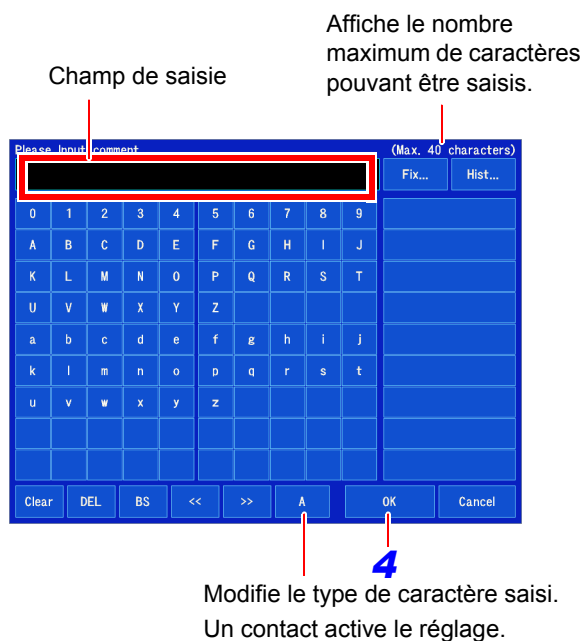 Affiche le nombre
maximum de caractères
pouvant être saisis.
Champ de saisie
Please Input comment (Max. 40 characters)
Fix... Hist...
0 1 2 3 4 5 6 7 8 9
A B C D E F G H I J
K L M N O P Q R S T
U V W X Y Z
a b c d e f g h i j
k l m n o p q r s t
u v w x y z
Clear DEL BS << >> A OK Cancel
4
Modifie le type de caractère saisi.
Un contact active le réglage.